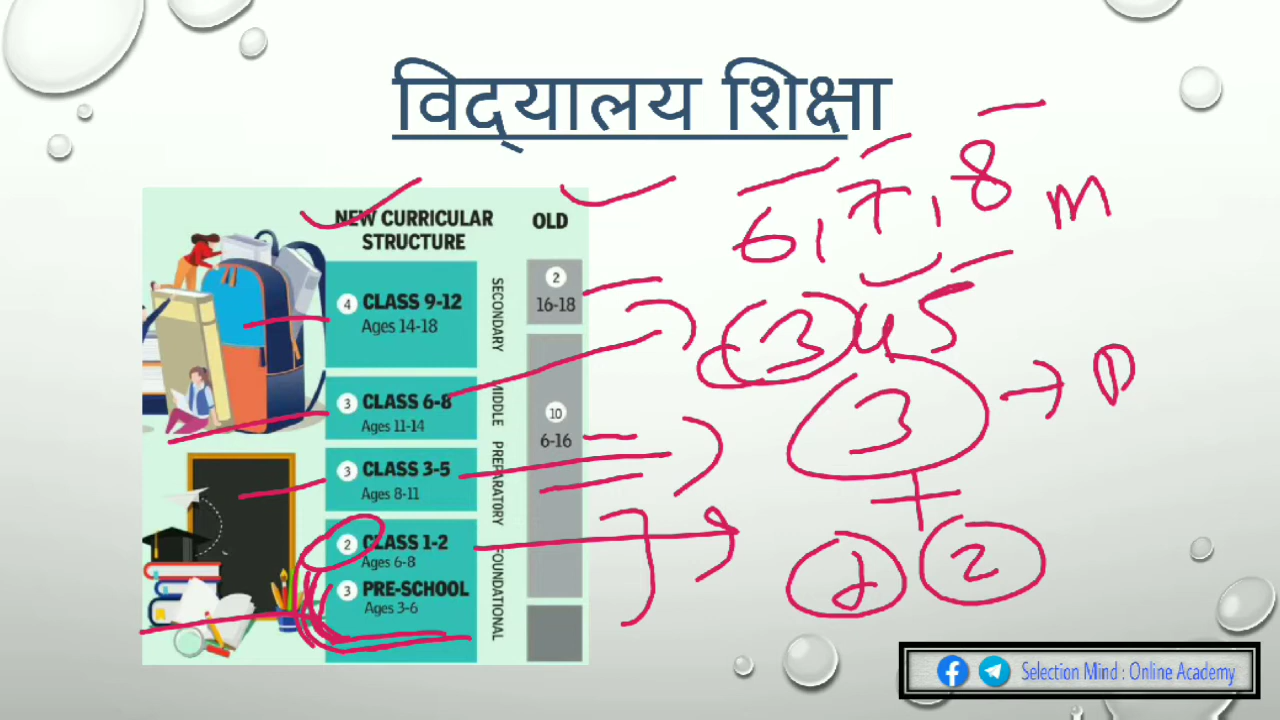 विद्यालय शिक्षा
NEW CURRICULAR
STRUCTURE
OLD
4 CLASS 9-12
Ages 14-18
SECONDARY
2
16-18
3 CLASS 6-8
Ages 11-14
MIDDLE
10
6-16
3 CLASS 3-5
Ages 8-11
PREPARATORY
2 CLASS 1-2
Ages 6-8
3 PRE-SCHOOL
Ages 3-6
FOUNDATIONAL
6, 7, 8 M
3 4 5
3 →
+
2
Selection Mind : Online Academy